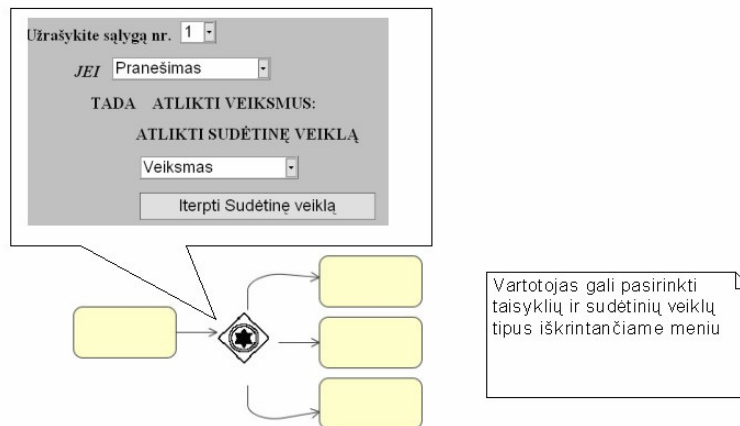 Užrašykite sąlygą nr. 1
JEI Pranešimas
TADA ATLIKTI VEIKSMUS:
ATLIKTI SUDĖTINĘ VEIKLĄ
Veiksmas
Iterpti Sudėtinę veiklą
Vartotojas gali pasirinkti
taisyklių ir sudėtinių veiklų
tipus iškrintančiame meniu